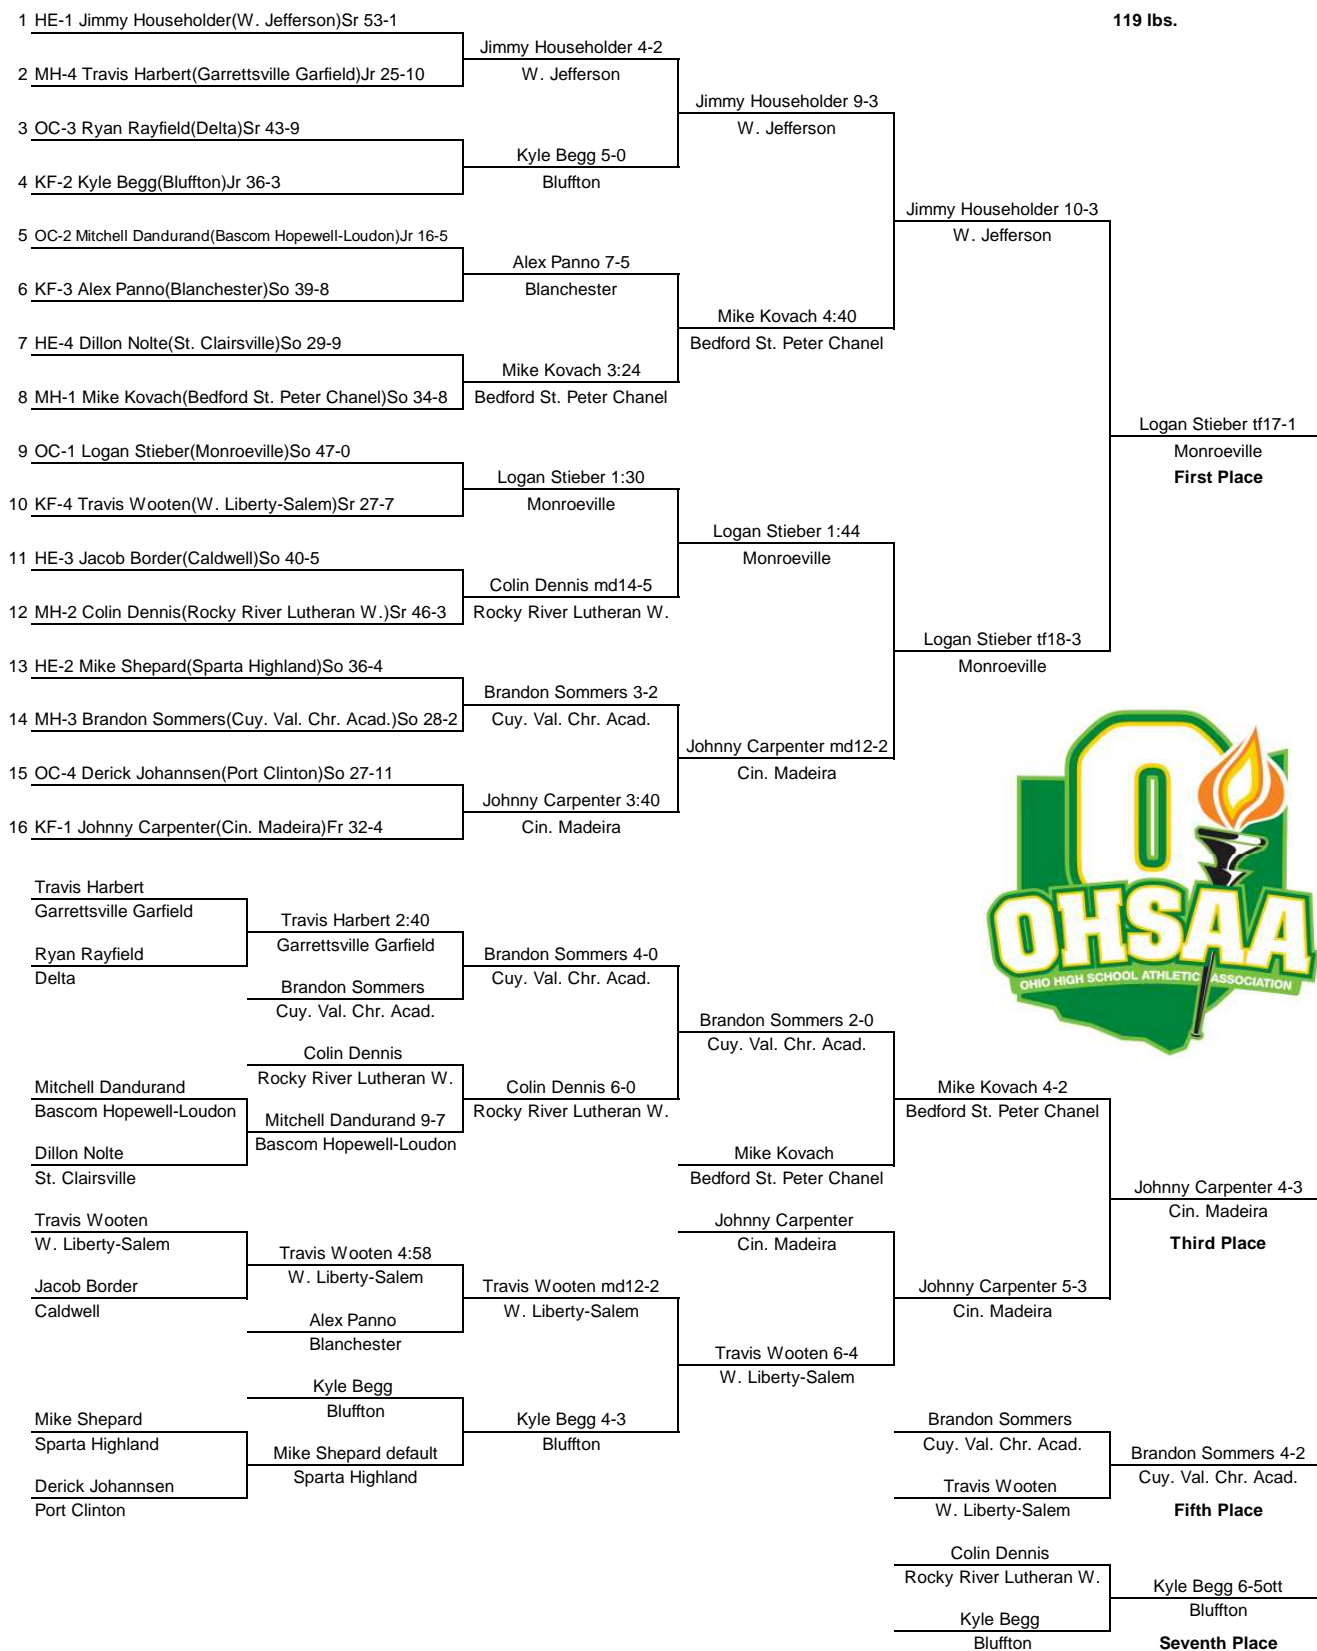 1 HE-1 Jimmy Householder(W. Jefferson)Sr 53-1
119 lbs.
Jimmy Householder 4-2
2 MH-4 Travis Harbert(Garrettsville Garfield)Jr 25-10
W. Jefferson
Jimmy Householder 9-3
3 OC-3 Ryan Rayfield(Delta)Sr 43-9
W. Jefferson
Kyle Begg 5-0
4 KF-2 Kyle Begg(Bluffton)Jr 36-3
Bluffton
Jimmy Householder 10-3
5 OC-2 Mitchell Dandurand(Bascom Hopewell-Loudon)Jr 16-5
W. Jefferson
Alex Panno 7-5
6 KF-3 Alex Panno(Blanchester)So 39-8
Blanchester
Mike Kovach 4:40
7 HE-4 Dillon Nolte(St. Clairsville)So 29-9
Bedford St. Peter Chanel
Mike Kovach 3:24
8 MH-1 Mike Kovach(Bedford St. Peter Chanel)So 34-8
Bedford St. Peter Chanel
Logan Stieber tf17-1
9 OC-1 Logan Stieber(Monroeville)So 47-0
Monroeville
Logan Stieber 1:30
First Place
10 KF-4 Travis Wooten(W. Liberty-Salem)Sr 27-7
Monroeville
Logan Stieber 1:44
11 HE-3 Jacob Border(Caldwell)So 40-5
Monroeville
Colin Dennis md14-5
12 MH-2 Colin Dennis(Rocky River Lutheran W.)Sr 46-3
Rocky River Lutheran W.
Logan Stieber tf18-3
13 HE-2 Mike Shepard(Sparta Highland)So 36-4
Monroeville
Brandon Sommers 3-2
14 MH-3 Brandon Sommers(Cuy. Val. Chr. Acad.)So 28-2
Cuy. Val. Chr. Acad.
Johnny Carpenter md12-2
15 OC-4 Derick Johannsen(Port Clinton)So 27-11
Cin. Madeira
Johnny Carpenter 3:40
16 KF-1 Johnny Carpenter(Cin. Madeira)Fr 32-4
Cin. Madeira
O
OHSAA
OHIO HIGH SCHOOL ATHLETIC ASSOCIATION
Travis Harbert
Garrettsville Garfield
Travis Harbert 2:40
Garrettsville Garfield
Ryan Rayfield
Brandon Sommers 4-0
Delta
Cuy. Val. Chr. Acad.
Brandon Sommers
Cuy. Val. Chr. Acad.
Brandon Sommers 2-0
Cuy. Val. Chr. Acad.
Colin Dennis
Rocky River Lutheran W.
Mitchell Dandurand
Colin Dennis 6-0
Mike Kovach 4-2
Bascom Hopewell-Loudon
Rocky River Lutheran W.
Bedford St. Peter Chanel
Mitchell Dandurand 9-7
Bascom Hopewell-Loudon
Dillon Nolte
Mike Kovach
St. Clairsville
Bedford St. Peter Chanel
Johnny Carpenter 4-3
Cin. Madeira
Third Place
Travis Wooten
Johnny Carpenter
W. Liberty-Salem
Cin. Madeira
Travis Wooten 4:58
W. Liberty-Salem
Jacob Border
Travis Wooten md12-2
Johnny Carpenter 5-3
Caldwell
W. Liberty-Salem
Cin. Madeira
Alex Panno
Blanchester
Travis Wooten 6-4
W. Liberty-Salem
Kyle Begg
Bluffton
Mike Shepard
Kyle Begg 4-3
Brandon Sommers
Sparta Highland
Bluffton
Cuy. Val. Chr. Acad.
Mike Shepard default
Brandon Sommers 4-2
Sparta Highland
Cuy. Val. Chr. Acad.
Derick Johannsen
Travis Wooten
Port Clinton
W. Liberty-Salem
Fifth Place
Colin Dennis
Rocky River Lutheran W.
Kyle Begg 6-5ott
Bluffton
Kyle Begg
Bluffton
Seventh Place